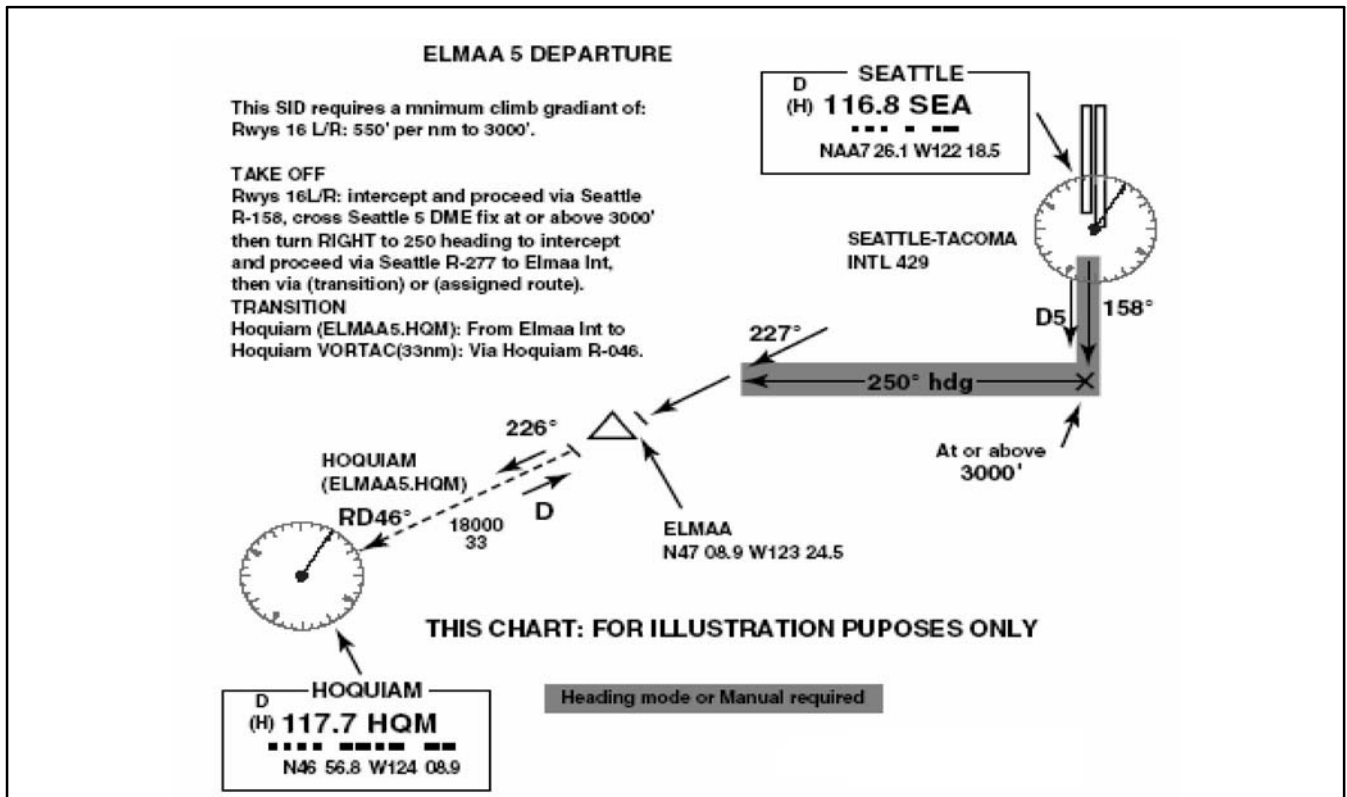 ELMAA 5 DEPARTURE
This SID requires a mnimum climb gradiant of:
Rwys 16 L/R: 550' per nm to 3000'.
TAKE OFF
Rwys 16L/R: intercept and proceed via Seattle
R-158, cross Seattle 5 DME fix at or above 3000'
then turn RIGHT to 250 heading to intercept
and proceed via Seattle R-277 to Elmaa Int,
then via (transition) or (assigned route).
TRANSITION
Hoquiam (ELMAA5.HQM): From Elmaa Int to
Hoquiam VORTAC(33nm): Via Hoquiam R-046.
SEATTLE
D
(H) 116.8 SEA
NAA7 26.1 W122 18.5
SEATTLE-TACOMA
INTL 429
D5
158°
227°
250° hdg
At or above
3000'
226°
HOQUIAM
(ELMAA5.HQM)
RD46°
18000
33
D
ELMAA
N47 08.9 W123 24.5
THIS CHART: FOR ILLUSTRATION PUPOSES ONLY
HOQUIAM
D
(H) 117.7 HQM
N46 56.8 W124 08.9
Heading mode or Manual required